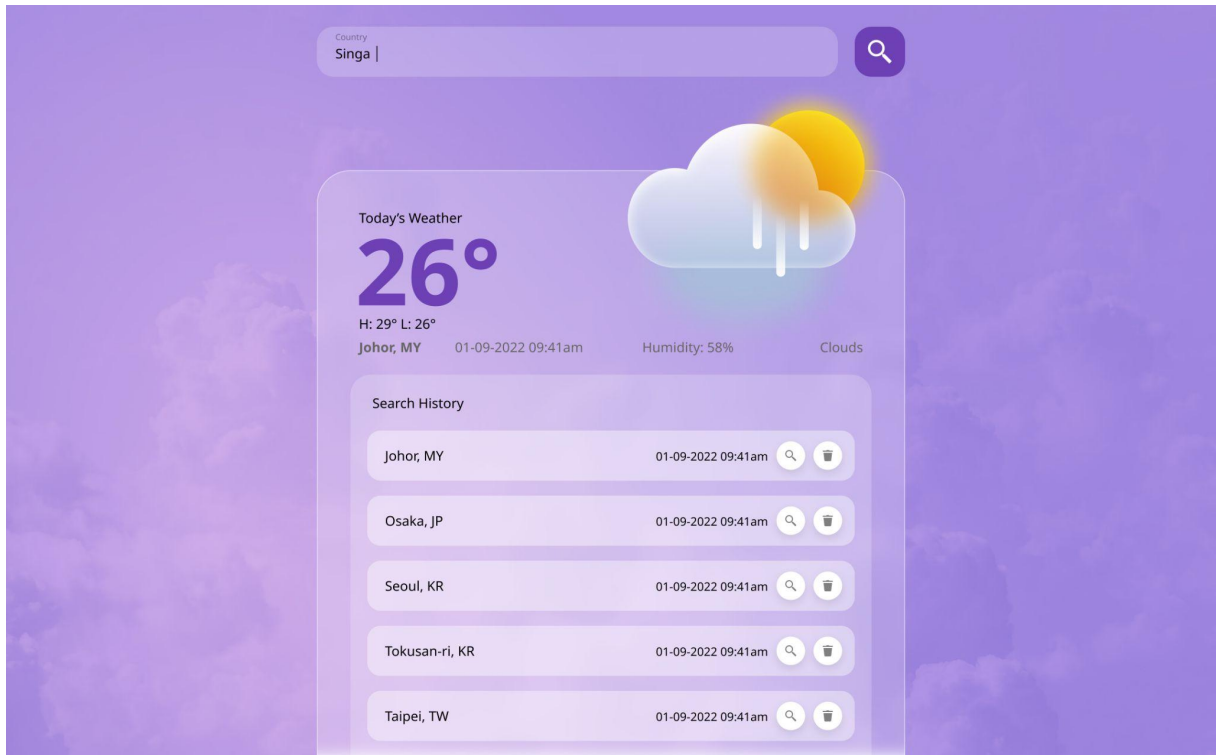 Country
Singa
Today's Weather
26°
H: 29° L: 26°
Johor, MY 01-09-2022 09:41am Humidity: 58% Clouds
Search History
Johor, MY 01-09-2022 09:41am
Osaka, JP 01-09-2022 09:41am
Seoul, KR 01-09-2022 09:41am
Tokusan-ri, KR 01-09-2022 09:41am
Taipei, TW 01-09-2022 09:41am